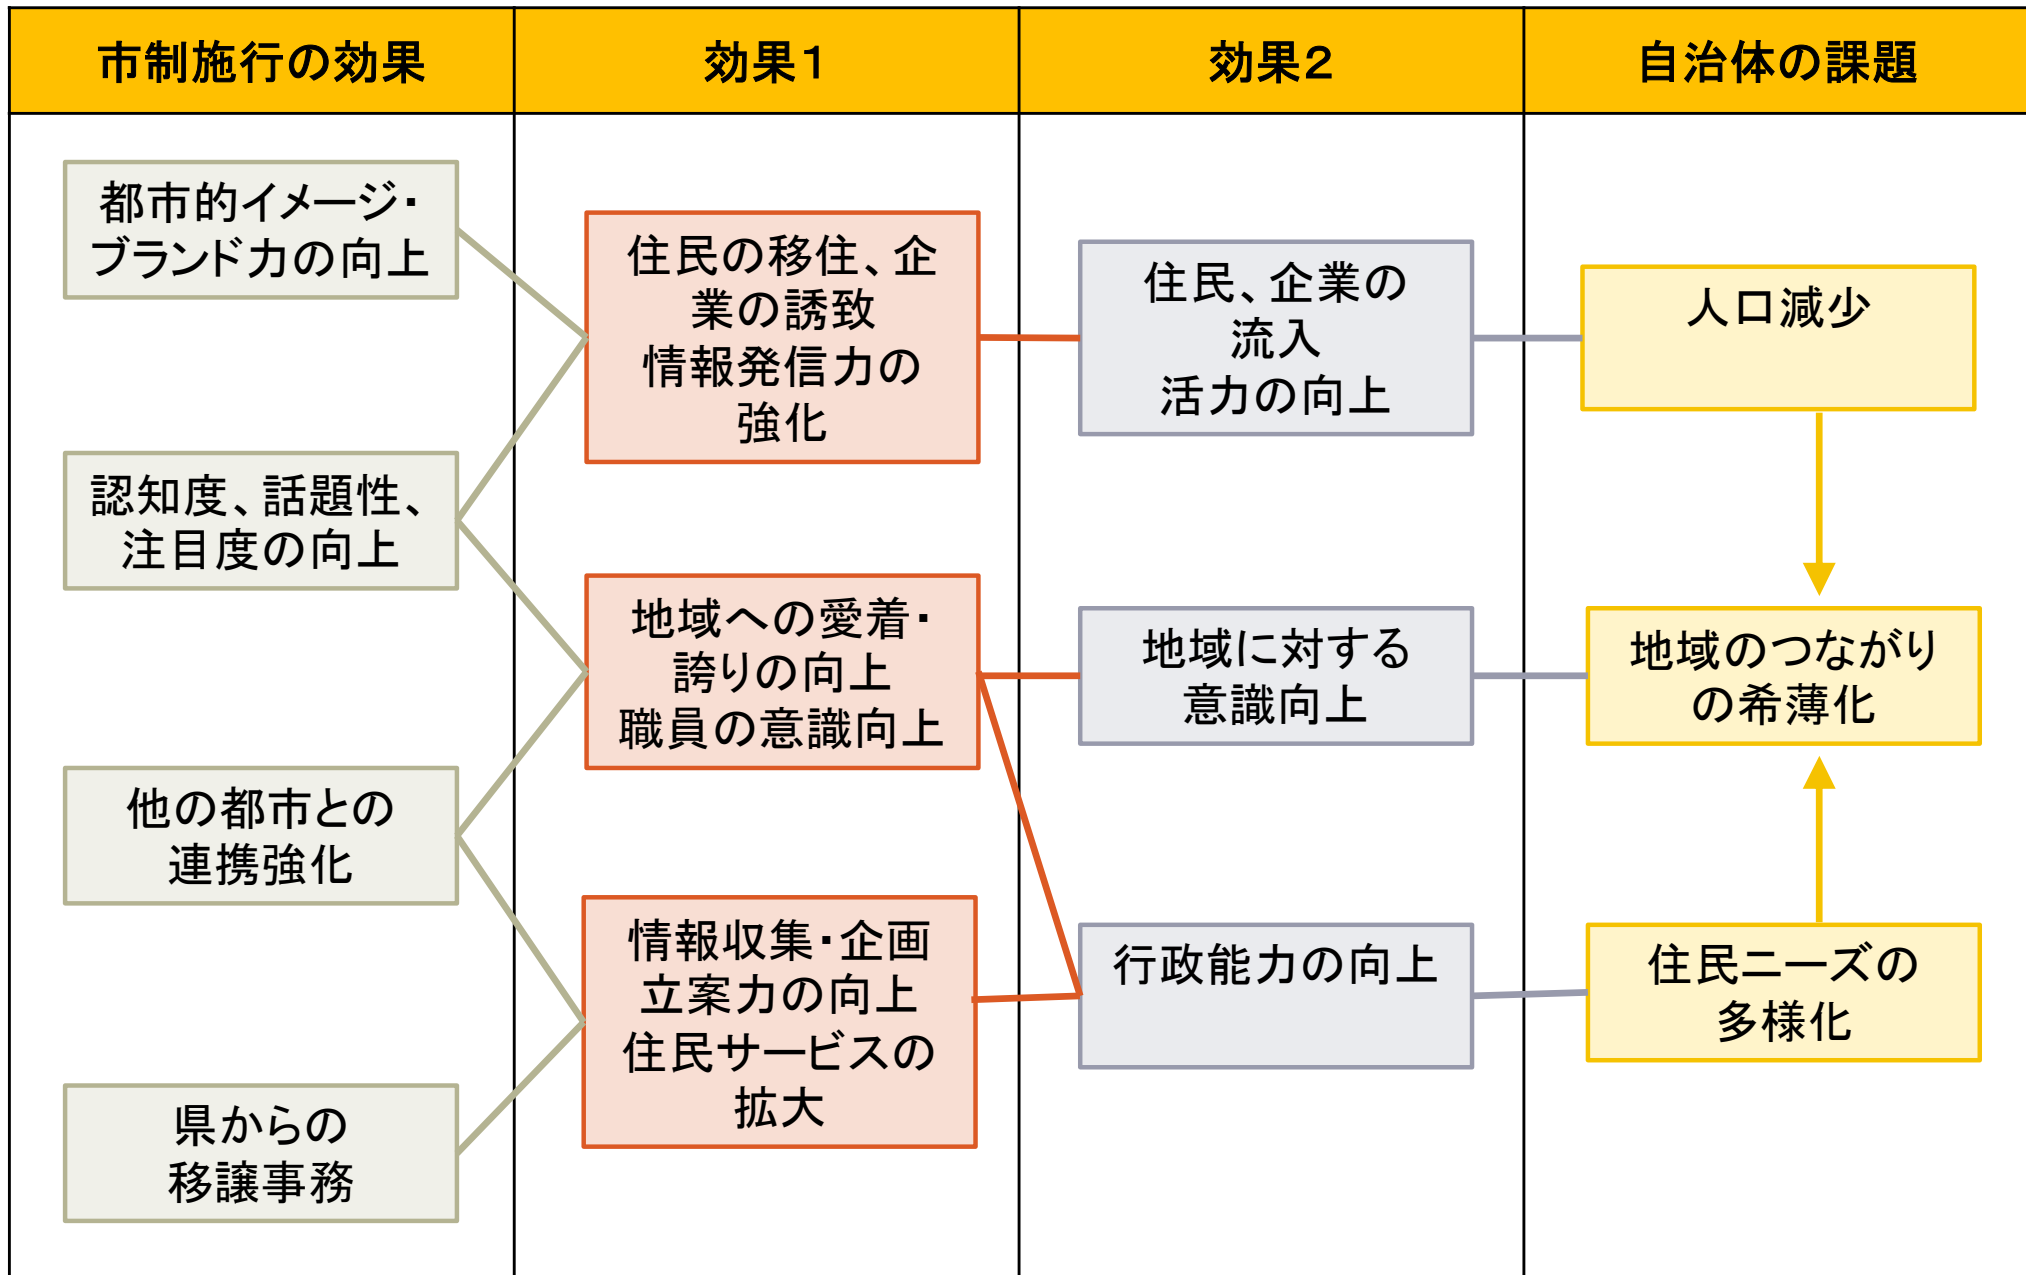 市制施行の効果
効果1
効果2
自治体の課題
都市的イメージ・
ブランド力の向上
認知度、話題性、
注目度の向上
他の都市との
連携強化
県からの
移譲事務
住民の移住、企
業の誘致
情報発信力の
強化
地域への愛着・
誇りの向上
職員の意識向上
情報収集・企画
立案力の向上
住民サービスの
拡大
住民、企業の
流入
活力の向上
地域に対する
意識向上
行政能力の向上
人口減少
地域のつながり
の希薄化
住民ニーズの
多様化